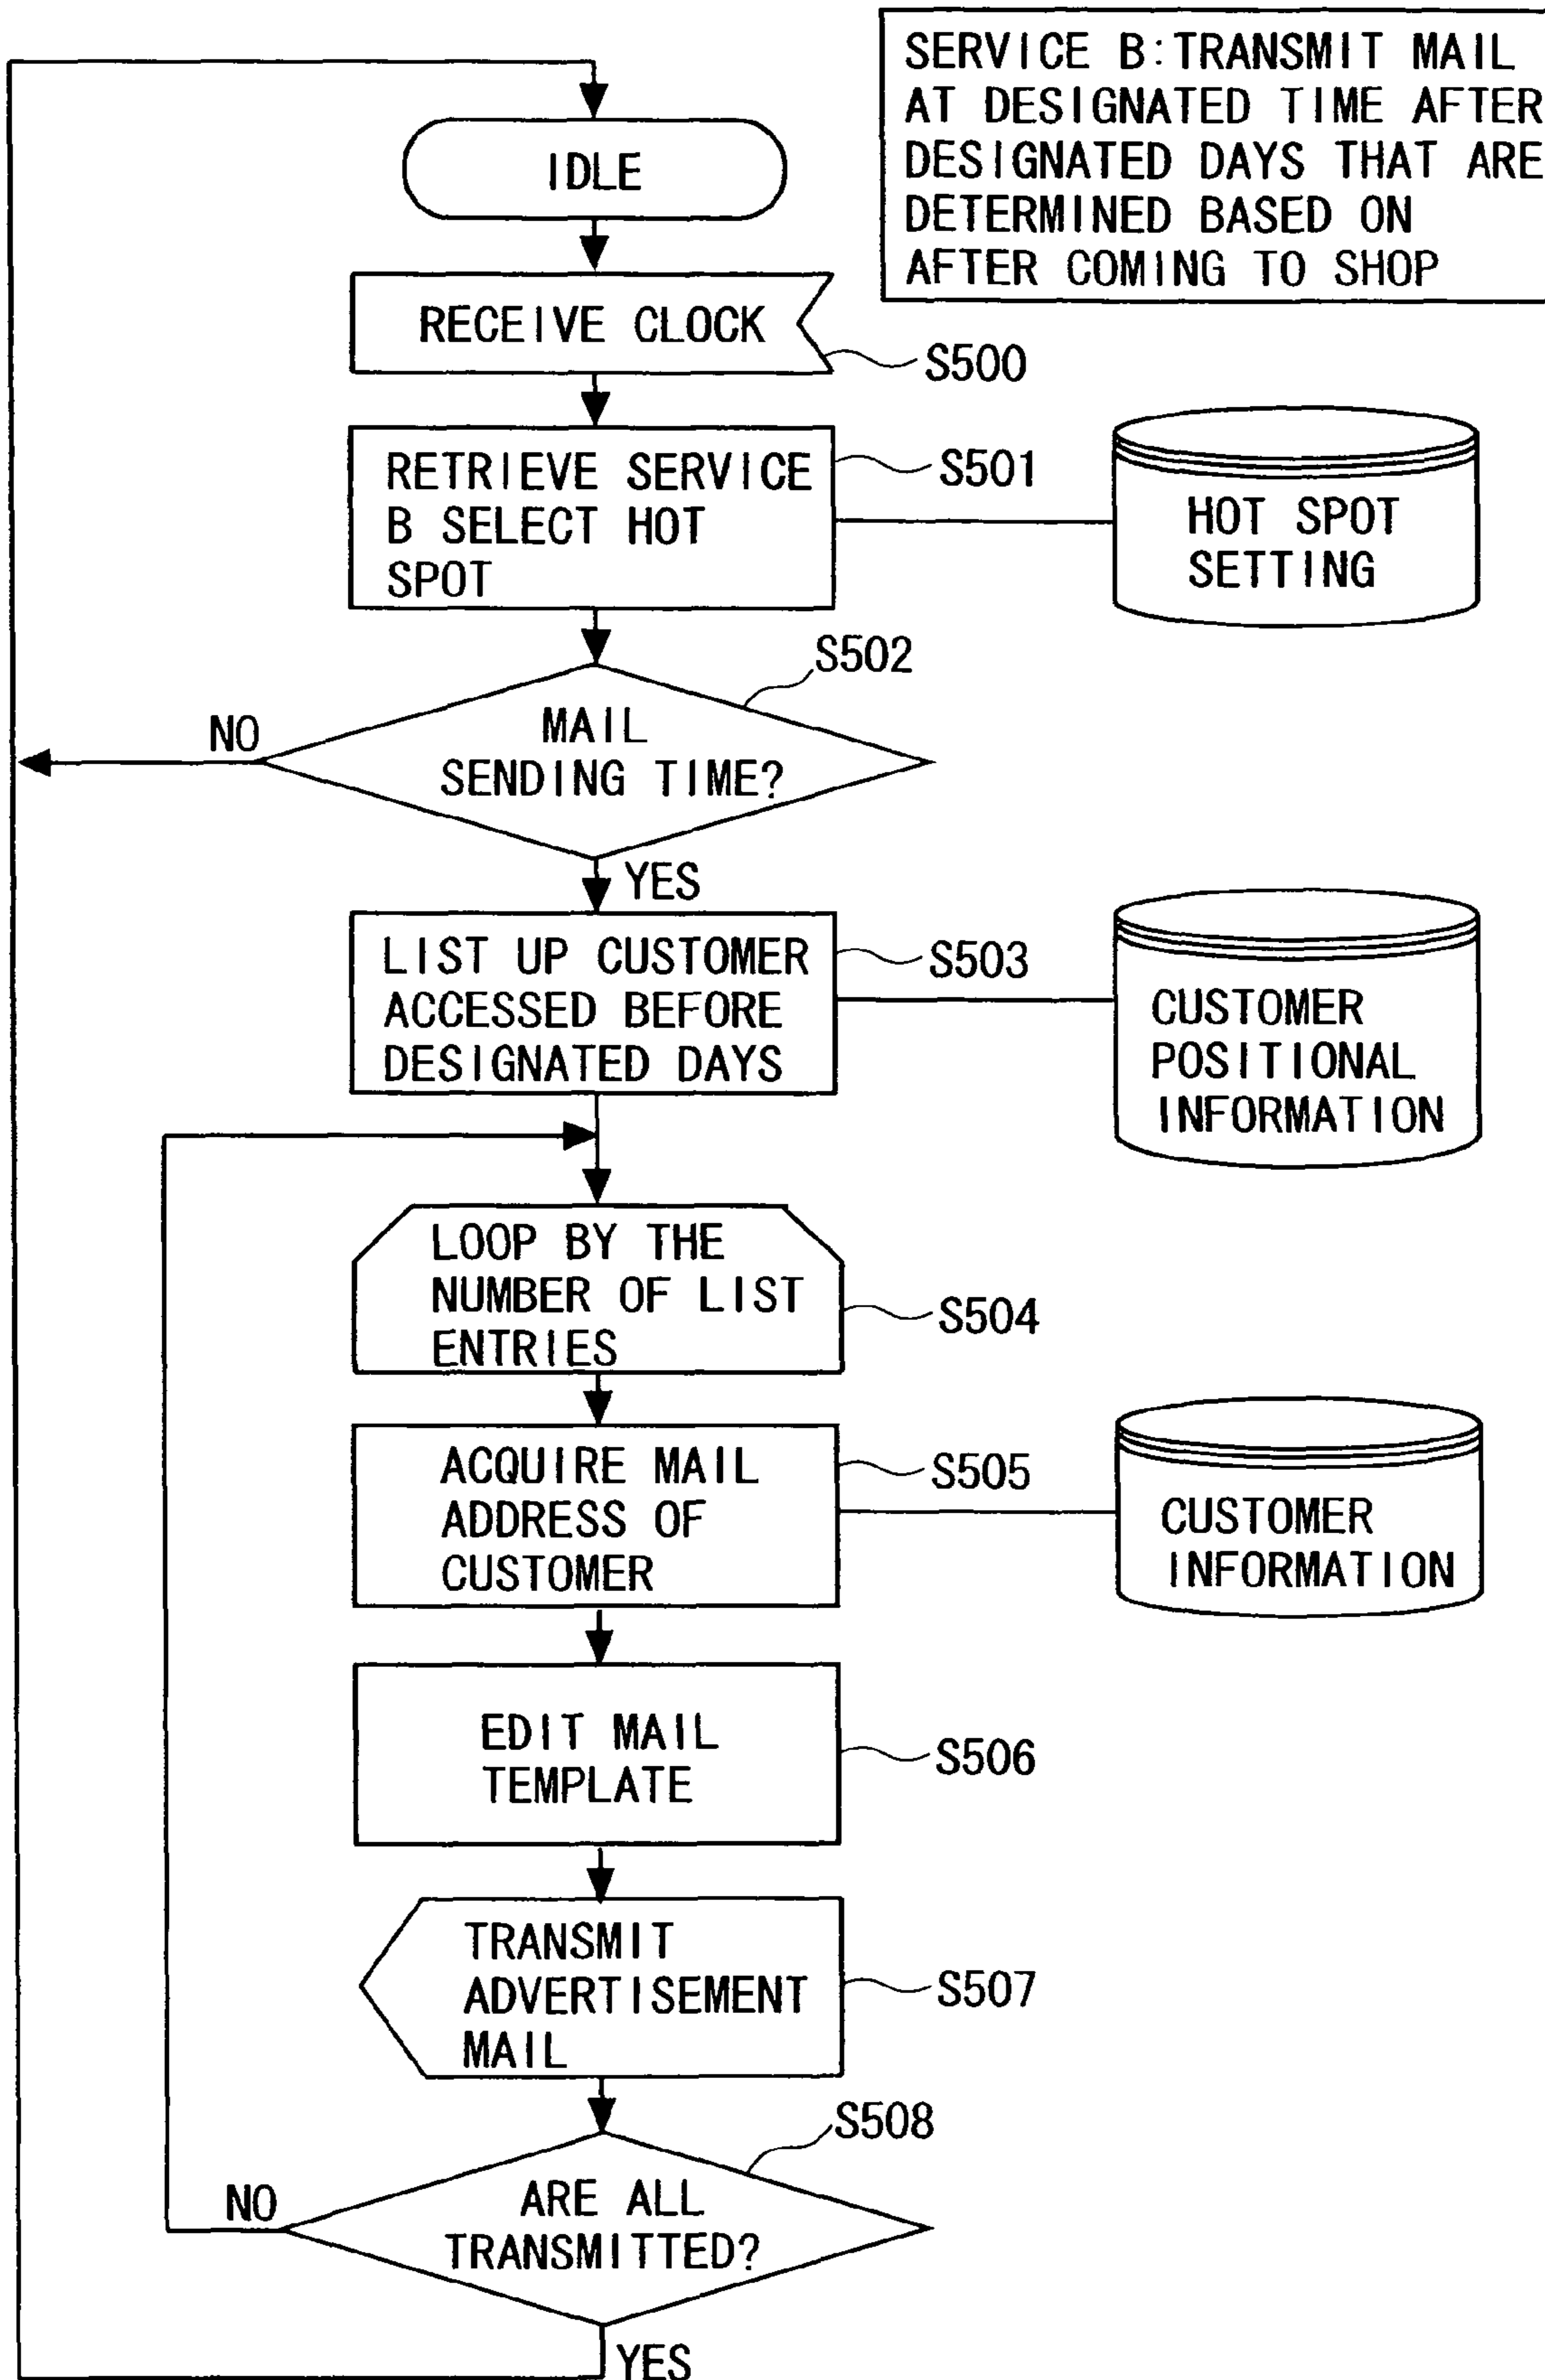 SERVICE B:TRANSMIT MAIL
AT DESIGNATED TIME AFTER
DESIGNATED DAYS THAT ARE
DETERMINED BASED ON
AFTER COMING TO SHOP
IDLE
RECEIVE CLOCK
S500
RETRIEVE SERVICE
B SELECT HOT
SPOT
S501
HOT SPOT
SETTING
S502
MAIL
SENDING TIME?
NO
YES
LIST UP CUSTOMER
ACCESSED BEFORE
DESIGNATED DAYS
S503
CUSTOMER
POSITIONAL
INFORMATION
LOOP BY THE
NUMBER OF LIST
ENTRIES
S504
ACQUIRE MAIL
ADDRESS OF
CUSTOMER
S505
CUSTOMER
INFORMATION
EDIT MAIL
TEMPLATE
S506
TRANSMIT
ADVERTISEMENT
MAIL
S507
S508
ARE ALL
TRANSMITTED?
NO
YES